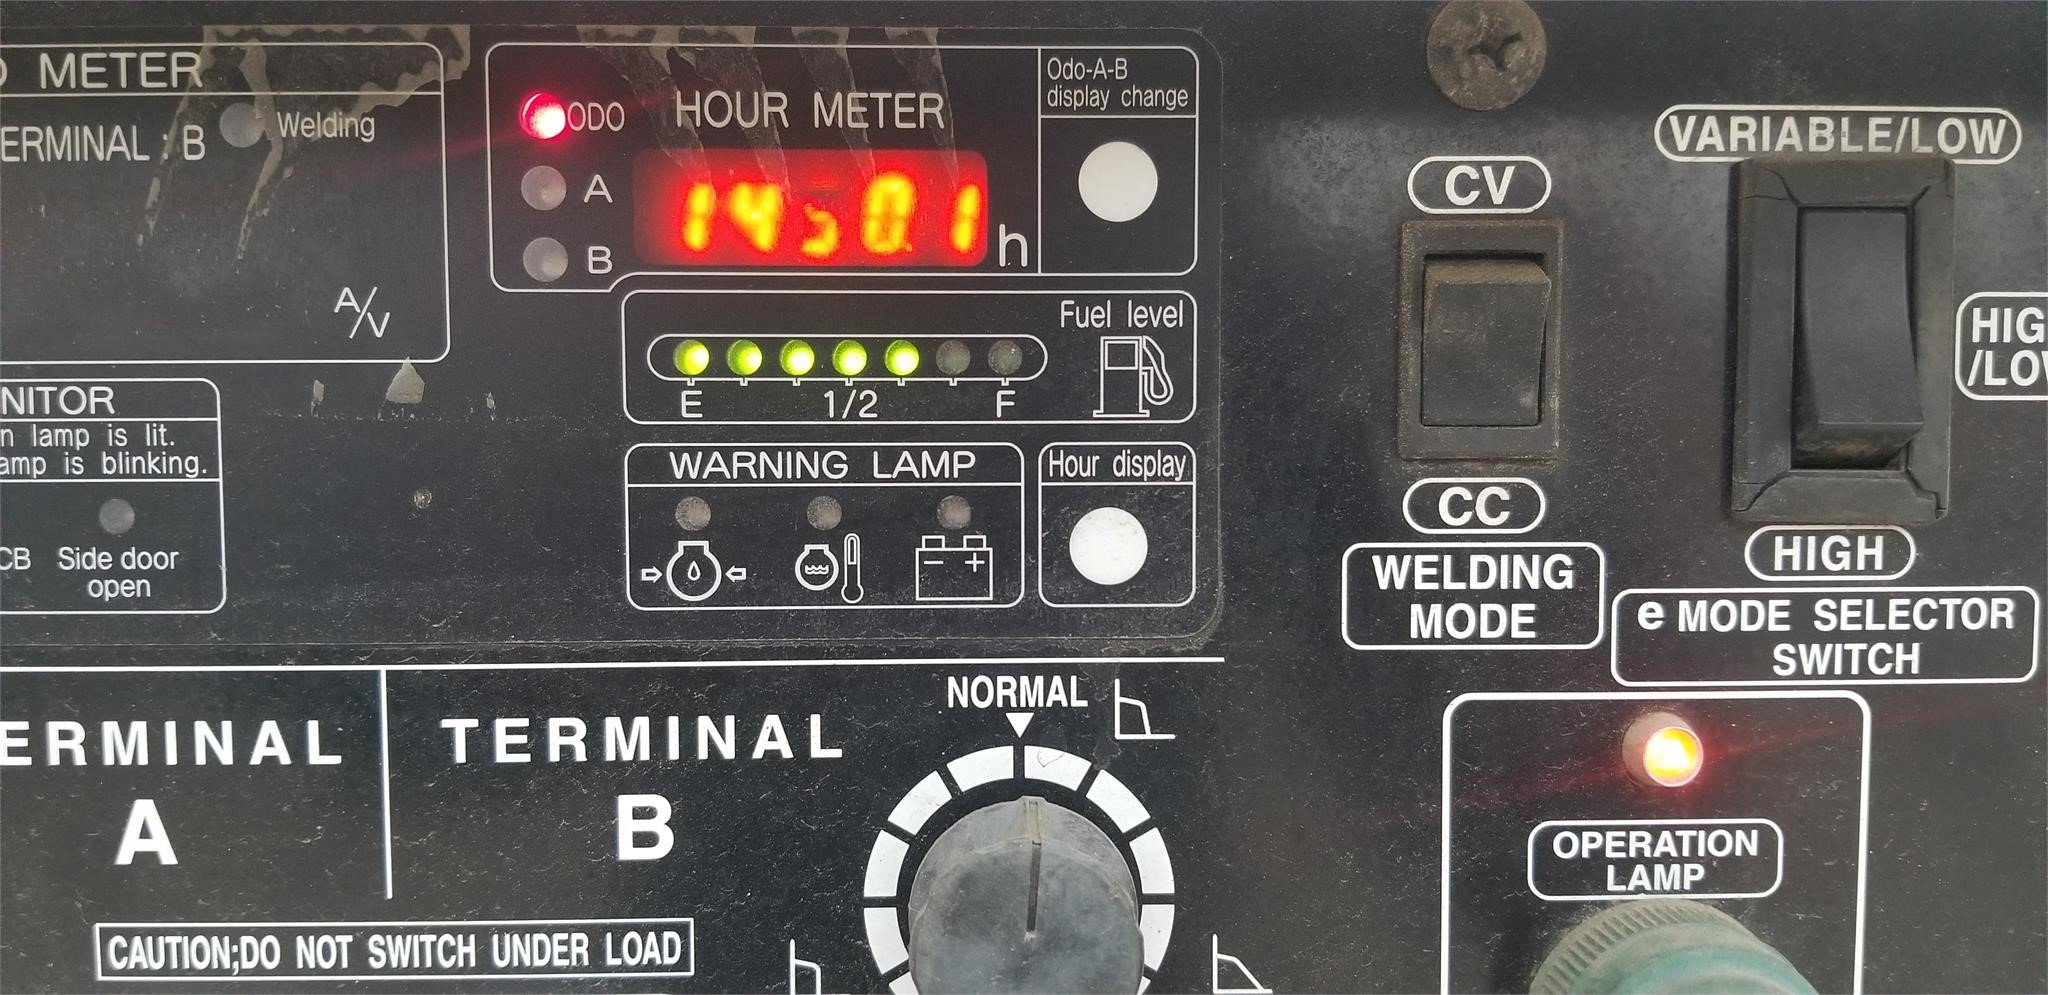 METER
TERMINAL : B
Welding
A/V
ODO
A
B
HOUR METER
h
Odo-A-B
display change
Fuel level
E 1/2 F
WARNING LAMP
Hour display
NITOR
n lamp is lit.
amp is blinking.
CB
Side door
open
CV
CC
WELDING
MODE
VARIABLE/LOW
HIG
/LOW
HIGH
e MODE SELECTOR
SWITCH
OPERATION
LAMP
ERMINAL
A
TERMINAL
B
NORMAL
CAUTION;DO NOT SWITCH UNDER LOAD